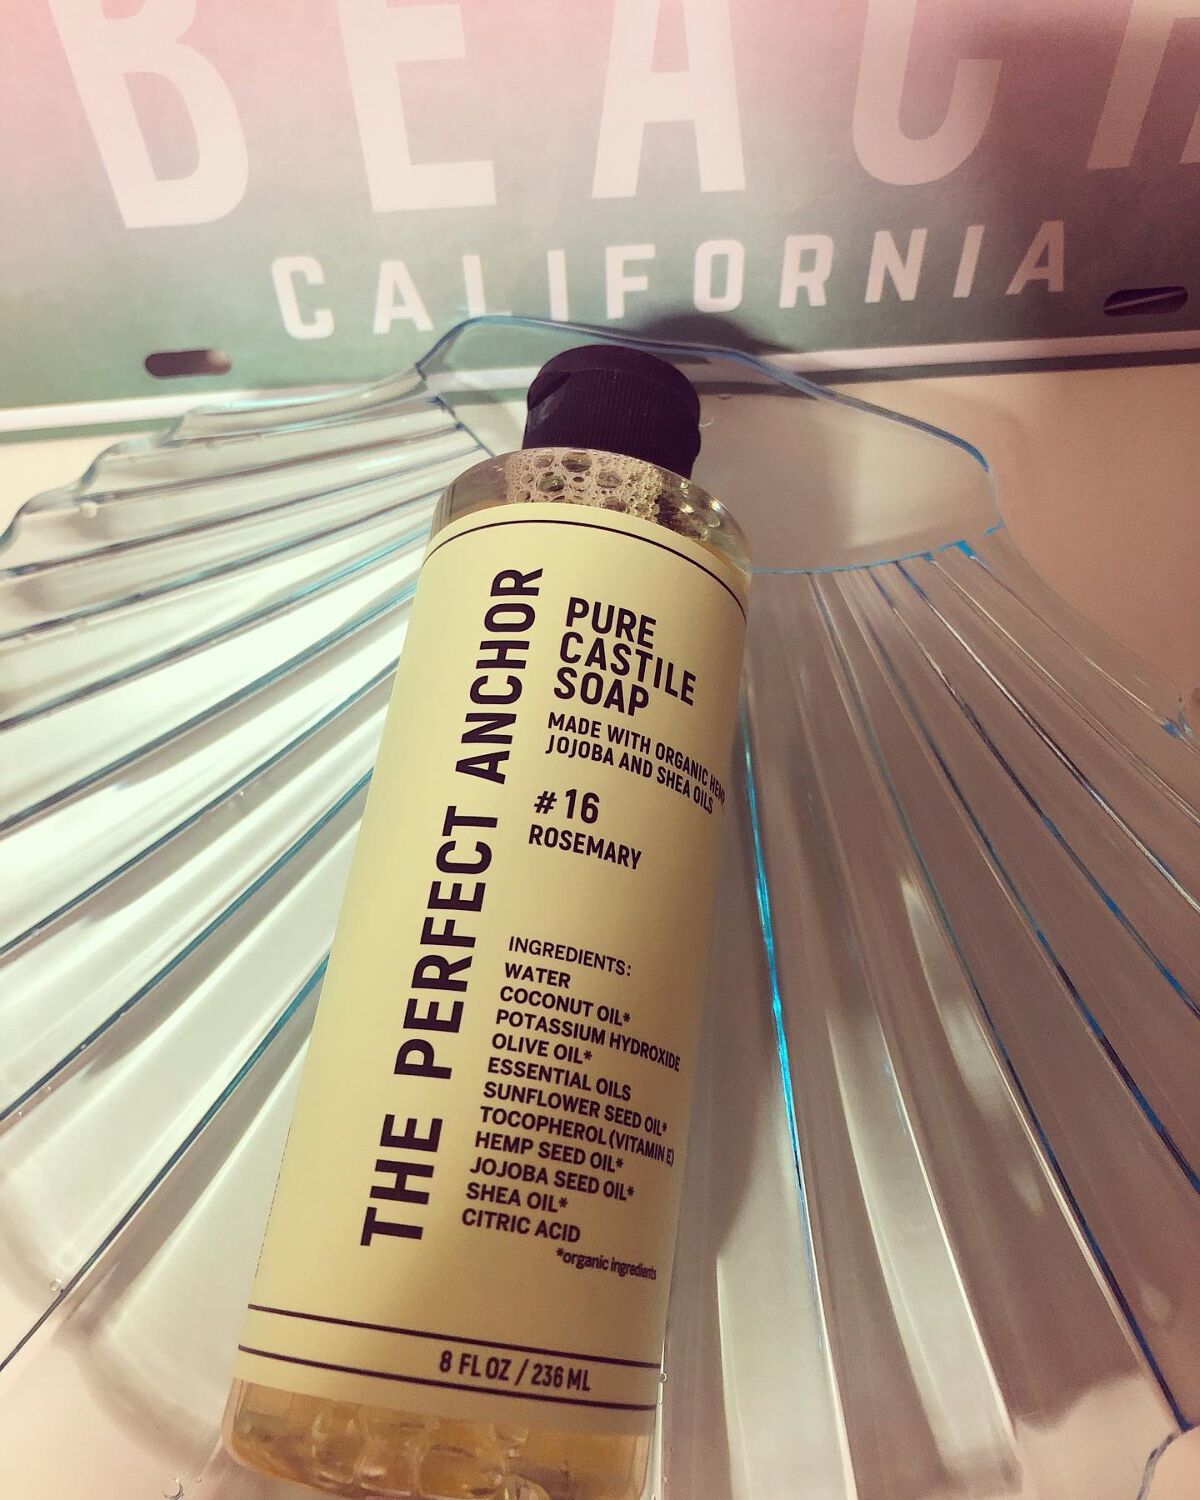 BEACH
CALIFORNIA
THE PERFECT ANCHOR
PURE
CASTILE
SOAP
MADE WITH ORGANIC HEMP
JOJOBA AND SHEA OILS
#16
ROSEMARY
INGREDIENTS:
WATER
COCONUT OIL*
POTASSIUM HYDROXIDE
OLIVE OIL*
ESSENTIAL OILS
SUNFLOWER SEED OIL*
TOCOPHEROL (VITAMIN E)
HEMP SEED OIL*
JOJOBA SEED OIL*
SHEA OIL*
CITRIC ACID
*organic ingredients
8 FL OZ / 236 ML